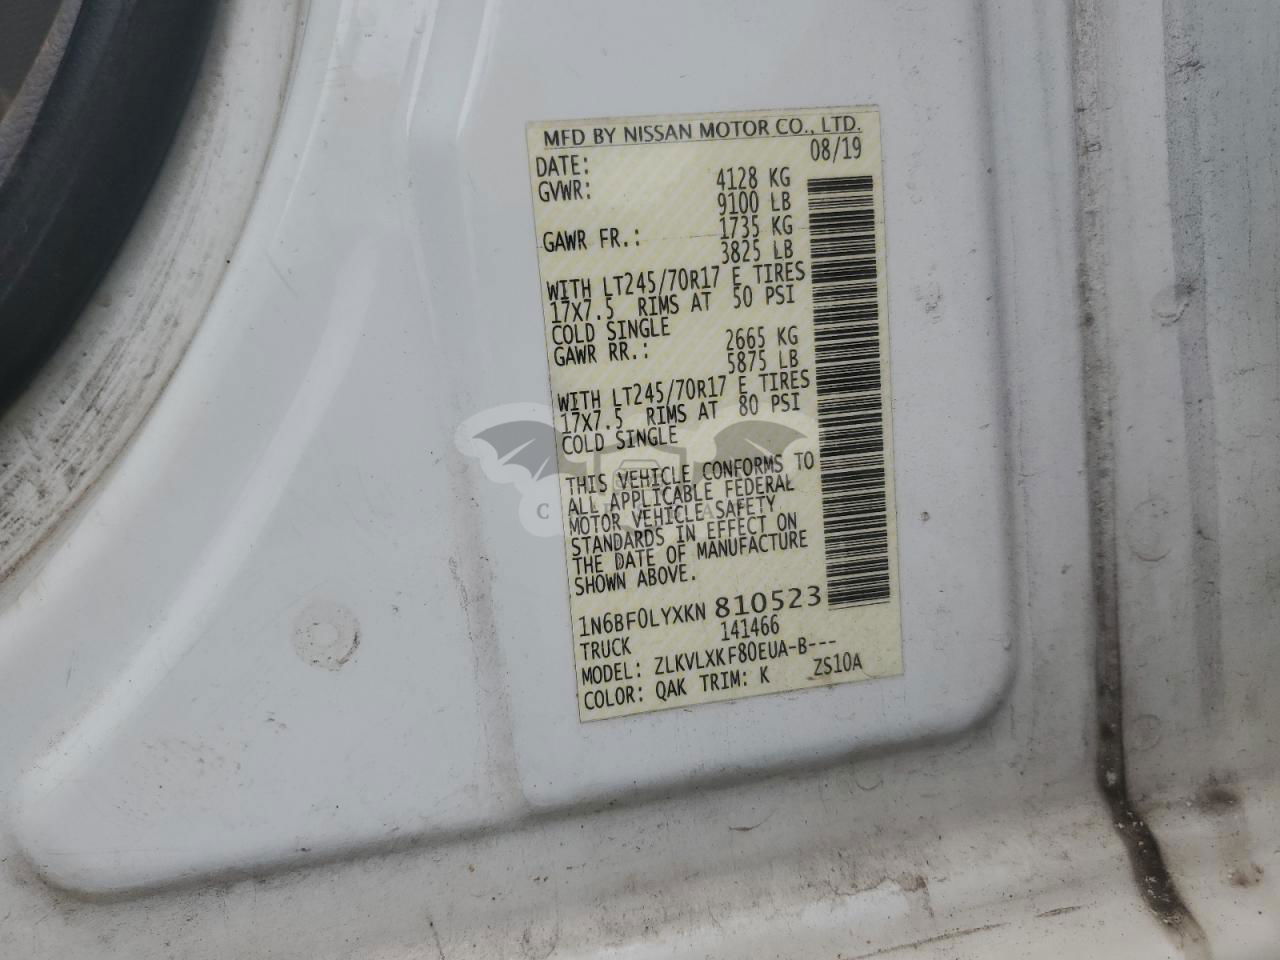 MFD BY NISSAN MOTOR CO., LTD.
DATE: 08/19
GVWR: 4128 KG
9100 LB
GAWR FR.: 1735 KG
3825 LB
WITH LT245/70R17 E TIRES
17X7.5 RIMS AT 50 PSI
COLD SINGLE
GAWR RR.: 2665 KG
5875 LB
WITH LT245/70R17 E TIRES
17X7.5 RIMS AT 80 PSI
COLD SINGLE
THIS VEHICLE CONFORMS TO
ALL APPLICABLE FEDERAL
MOTOR VEHICLE SAFETY
STANDARDS IN EFFECT ON
THE DATE OF MANUFACTURE
SHOWN ABOVE.
1N6BF0LYXKN 810523
TRUCK 141466
MODEL: ZLKVLXKF80EUA-B---
COLOR: QAK TRIM: K ZS10A